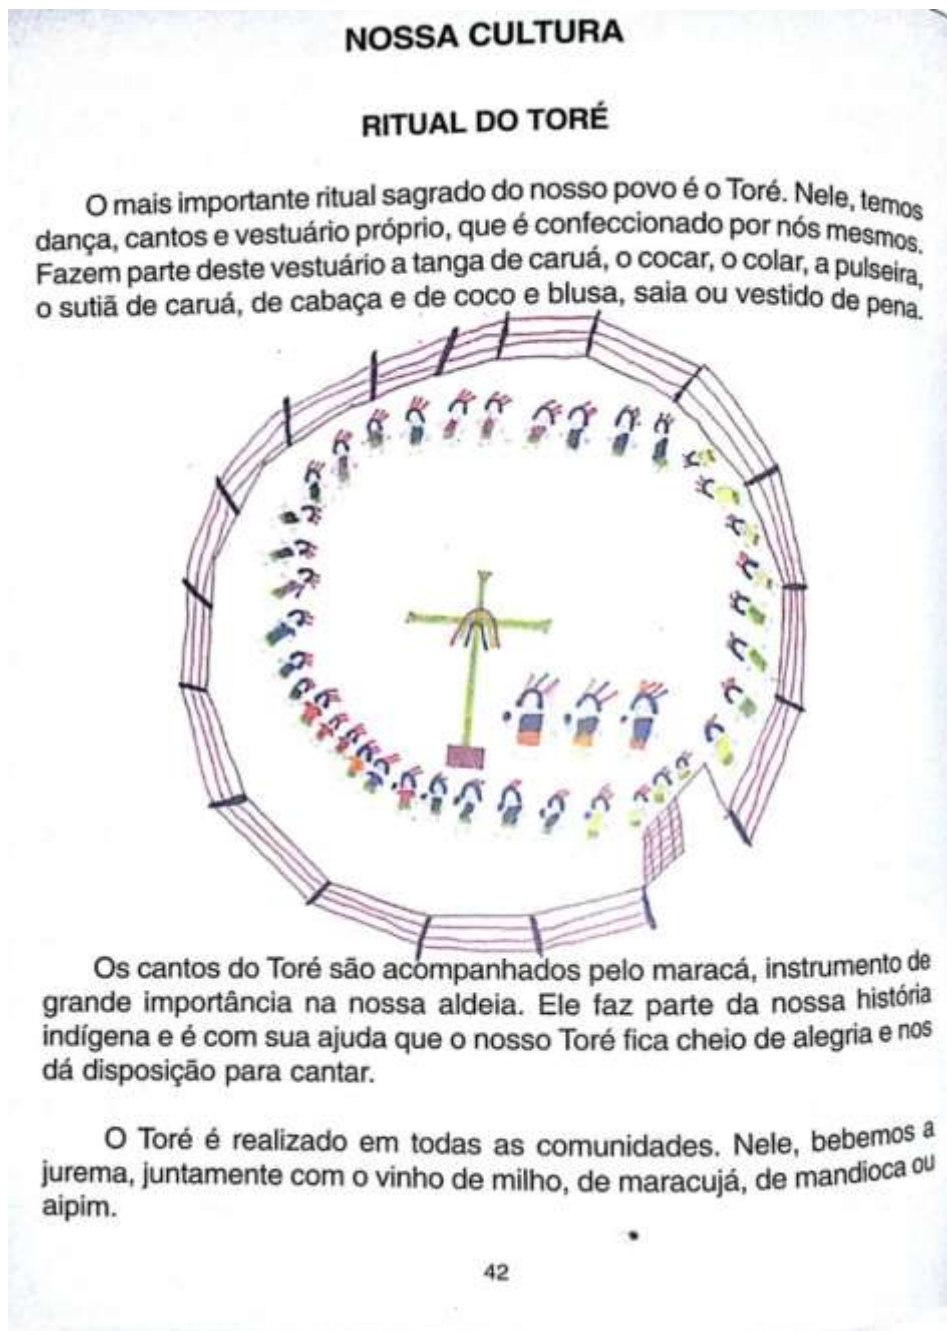 NOSSA CULTURA
RITUAL DO TORÉ
O mais importante ritual sagrado do nosso povo é o Toré. Nele, temos
dança, cantos e vestuário próprio, que é confeccionado por nós mesmos.
Fazem parte deste vestuário a tanga de caruá, o cocar, o colar, a pulseira,
o sutiã de caruá, de cabaça e de coco e blusa, saia ou vestido de pena.
Os cantos do Toré são acompanhados pelo maracá, instrumento de
grande importância na nossa aldeia. Ele faz parte da nossa história
indígena e é com sua ajuda que o nosso Toré fica cheio de alegria e nos
dá disposição para cantar.
O Toré é realizado em todas as comunidades. Nele, bebemos a
jurema, juntamente com o vinho de milho, de maracujá, de mandioca ou
aipim.
42